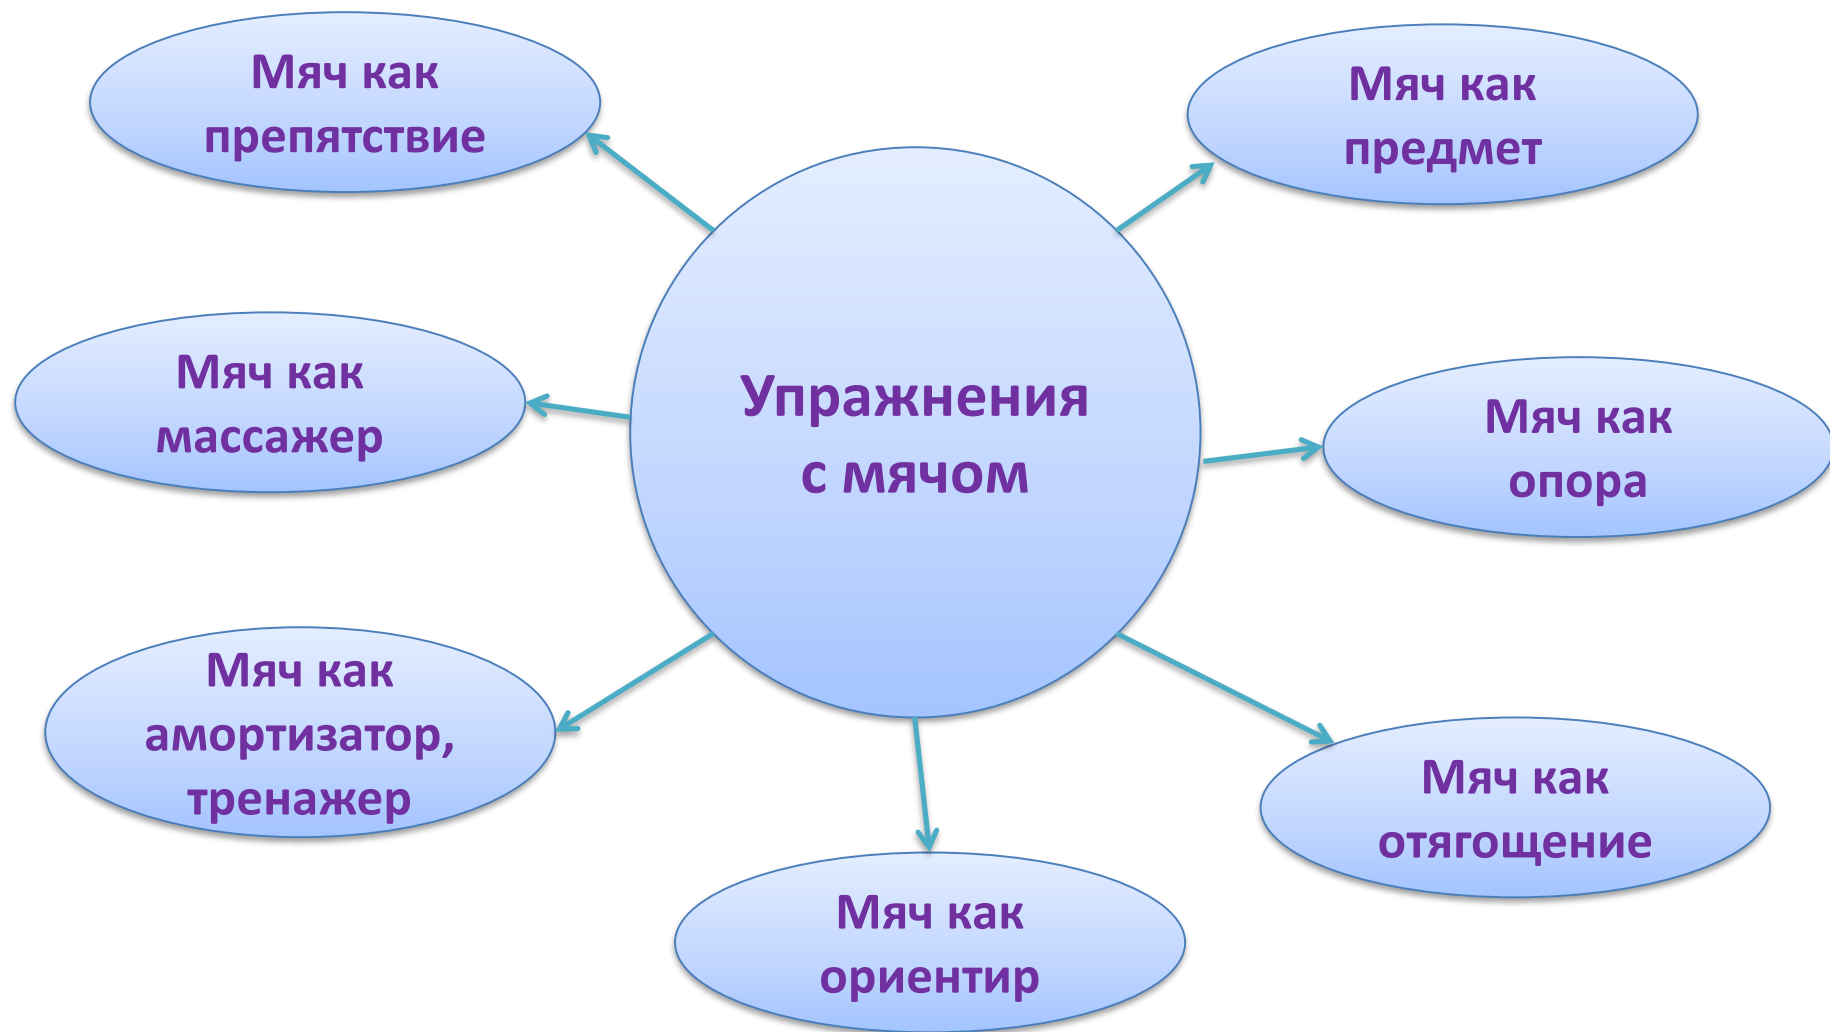 Мяч как
препятствие
Мяч как
предмет
Мяч как
массажер
Упражнения
с мячом
Мяч как
опора
Мяч как
амортизатор,
тренажер
Мяч как
отягощение
Мяч как
ориентир